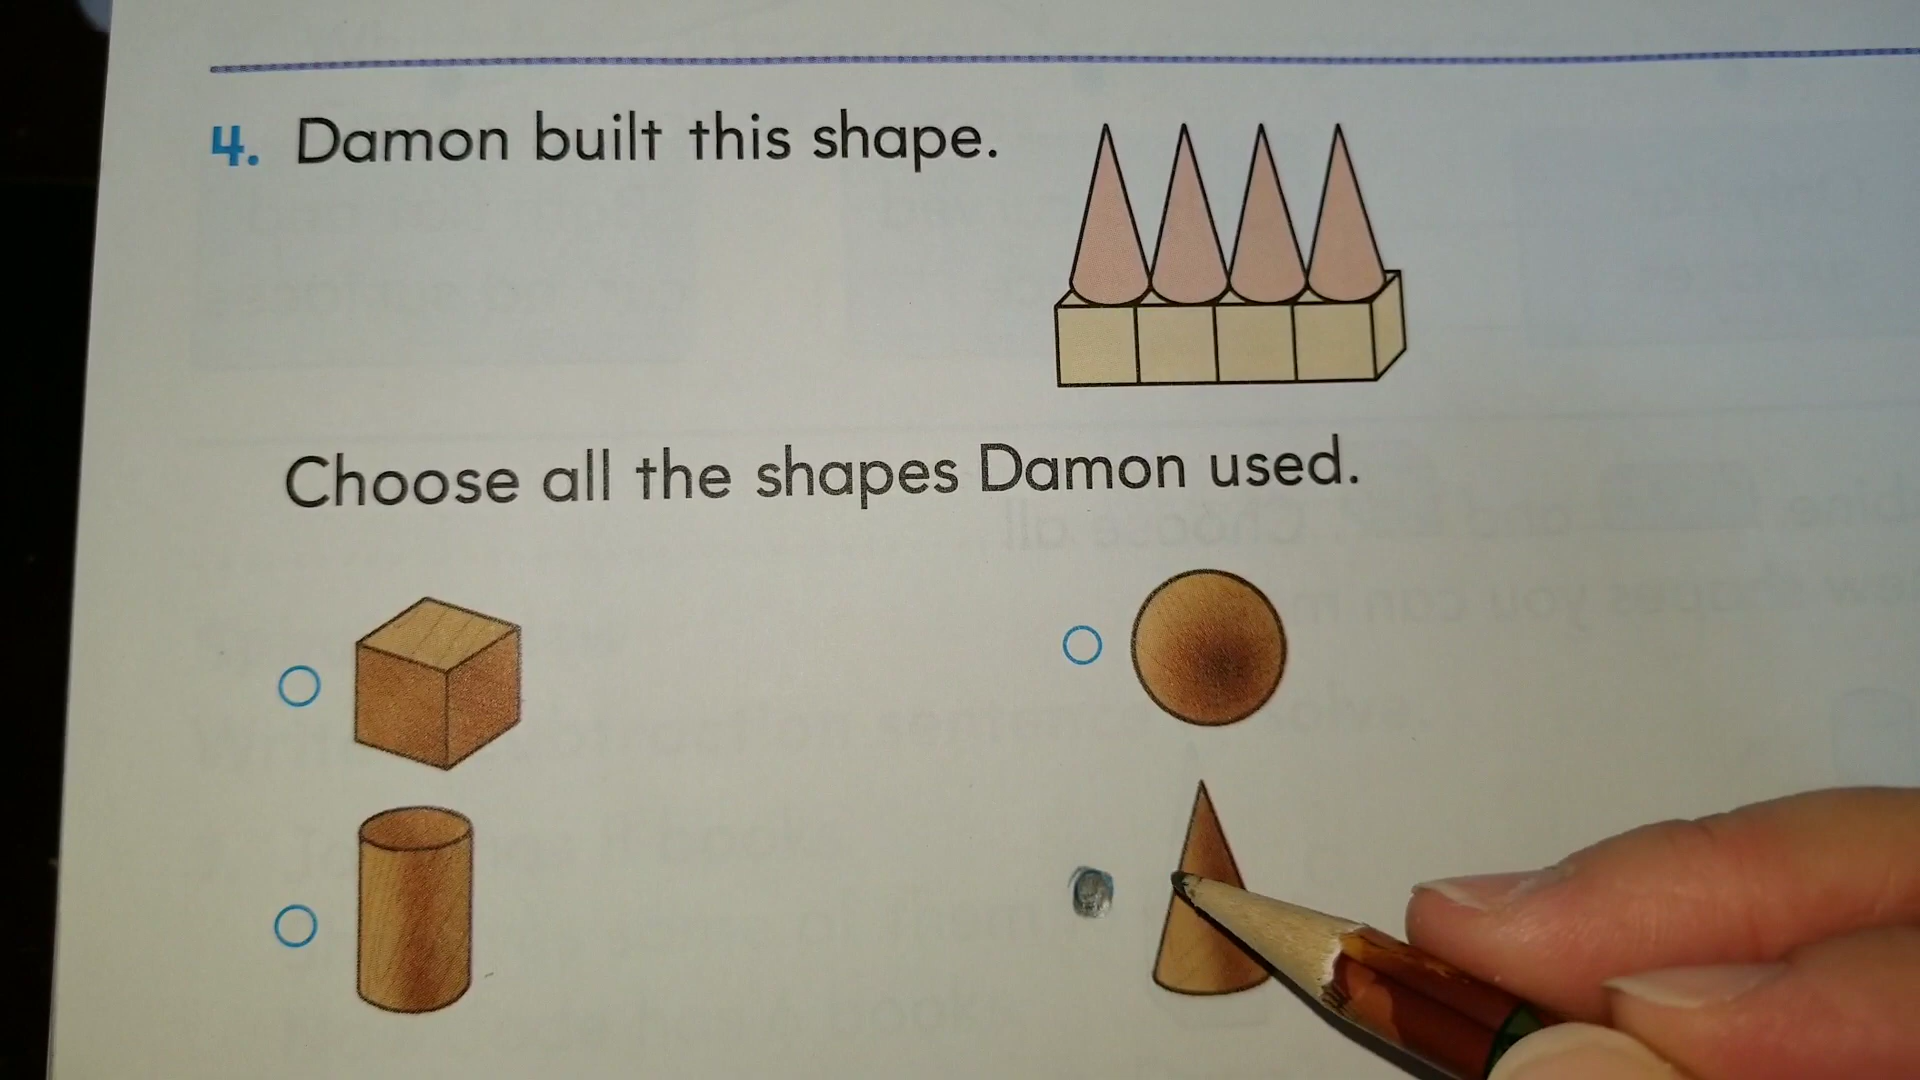 4. Damon built this shape.
Choose all the shapes Damon used.